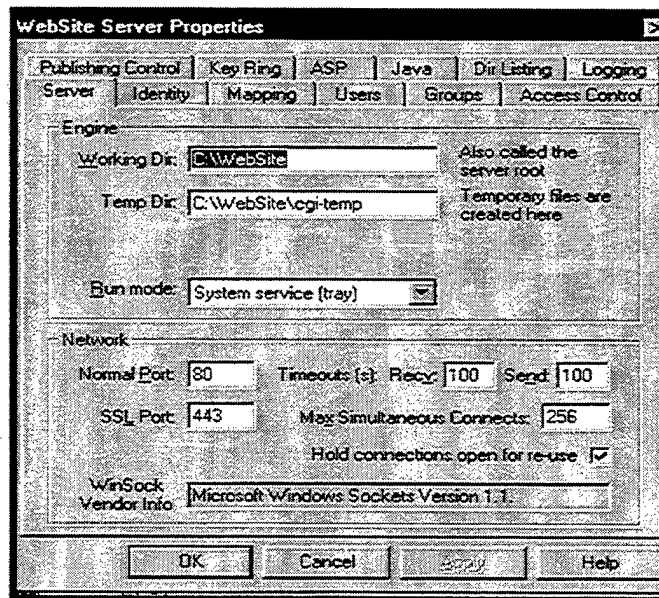 WebSite Server Properties
Publishing Control Key Ring ASP Java Dir Listing Logging
Server Identity Mapping Users Groups Access Control
Engine
Working Dir: C:\WebSite Also called the
server root
Temp Dir: C:\WebSite\cgi-temp Temporary files are
created here
Run mode: System service (tray)
Network
Normal Port: 80 Timeouts (s): Recv: 100 Send: 100
SSL Port: 443 Max Simultaneous Connects: 256
Hold connections open for re-use
WinSock
Vendor Info Microsoft Windows Sockets Version 1.1.
OK Cancel Apply Help